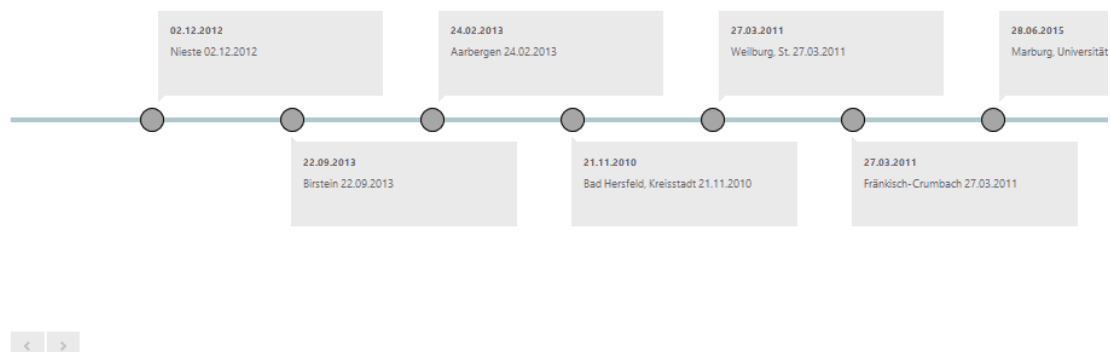 02.12.2012
Nieste 02.12.2012
24.02.2013
Aarbergen 24.02.2013
27.03.2011
Weilburg, St. 27.03.2011
28.06.2015
Marburg, Universität
22.09.2013
Birstein 22.09.2013
21.11.2010
Bad Hersfeld, Kreisstadt 21.11.2010
27.03.2011
Fränkisch-Crumbach 27.03.2011